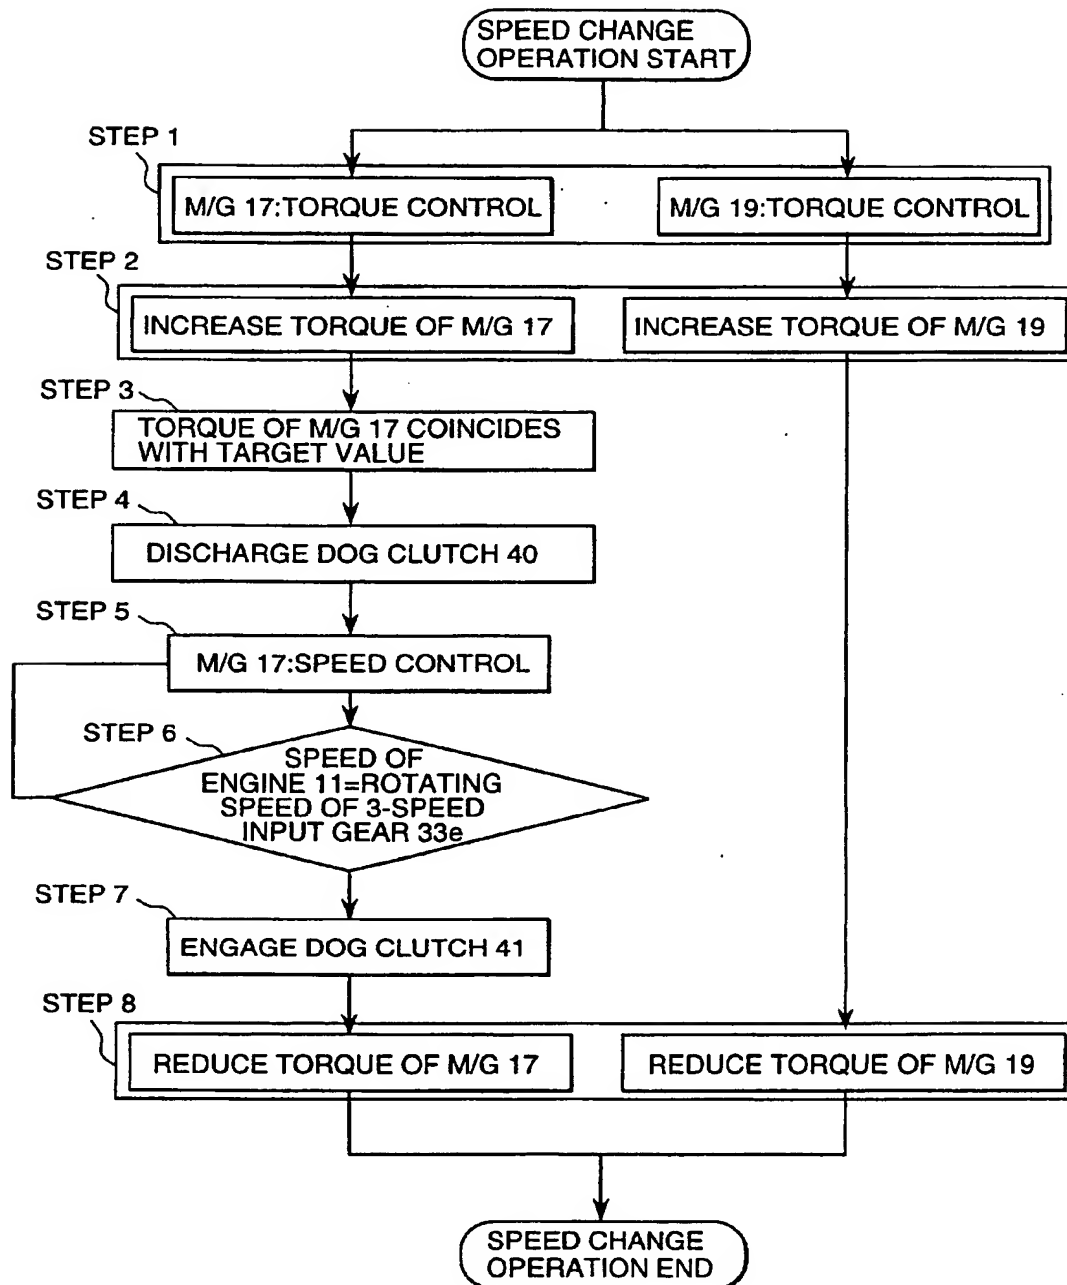 SPEED CHANGE
OPERATION START
STEP 1
M/G 17:TORQUE CONTROL
M/G 19:TORQUE CONTROL
STEP 2
INCREASE TORQUE OF M/G 17
INCREASE TORQUE OF M/G 19
STEP 3
TORQUE OF M/G 17 COINCIDES
WITH TARGET VALUE
STEP 4
DISCHARGE DOG CLUTCH 40
STEP 5
M/G 17:SPEED CONTROL
STEP 6
SPEED OF
ENGINE 11=ROTATING
SPEED OF 3-SPEED
INPUT GEAR 33e
STEP 7
ENGAGE DOG CLUTCH 41
STEP 8
REDUCE TORQUE OF M/G 17
REDUCE TORQUE OF M/G 19
SPEED CHANGE
OPERATION END